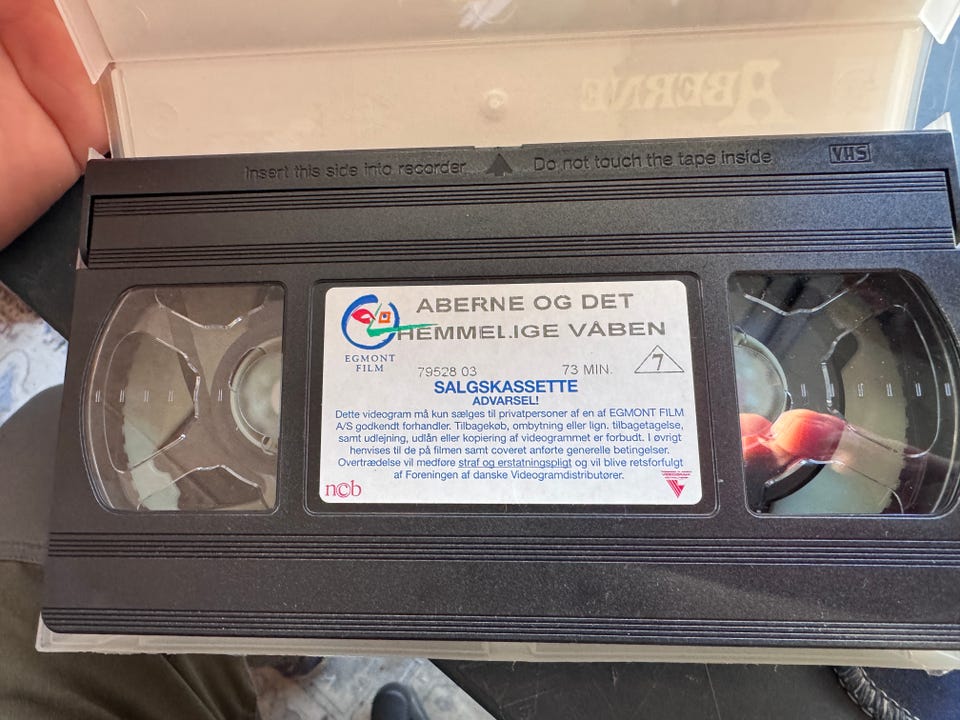 ABERNE
Insert this side into recorder Do not touch the tape inside VHS
ABERNE OG DET
HEMMELIGE VÅBEN
EGMONT
FILM
79528 03 73 MIN. 7
SALGSKASSETTE
ADVARSEL!
Dette videogram må kun sælges til privatpersoner af en af EGMONT FILM
A/S godkendt forhandler. Tilbagekøb, ombytning eller lign. tilbagetagelse,
samt udlejning, udlån eller kopiering af videogrammet er forbudt. I øvrigt
henvises til de på filmen samt coveret anførte generelle betingelser.
Overtrædelse vil medføre straf og erstatningspligt og vil blive retsforfulgt
af Foreningen af danske Videogramdistributører.
ncb